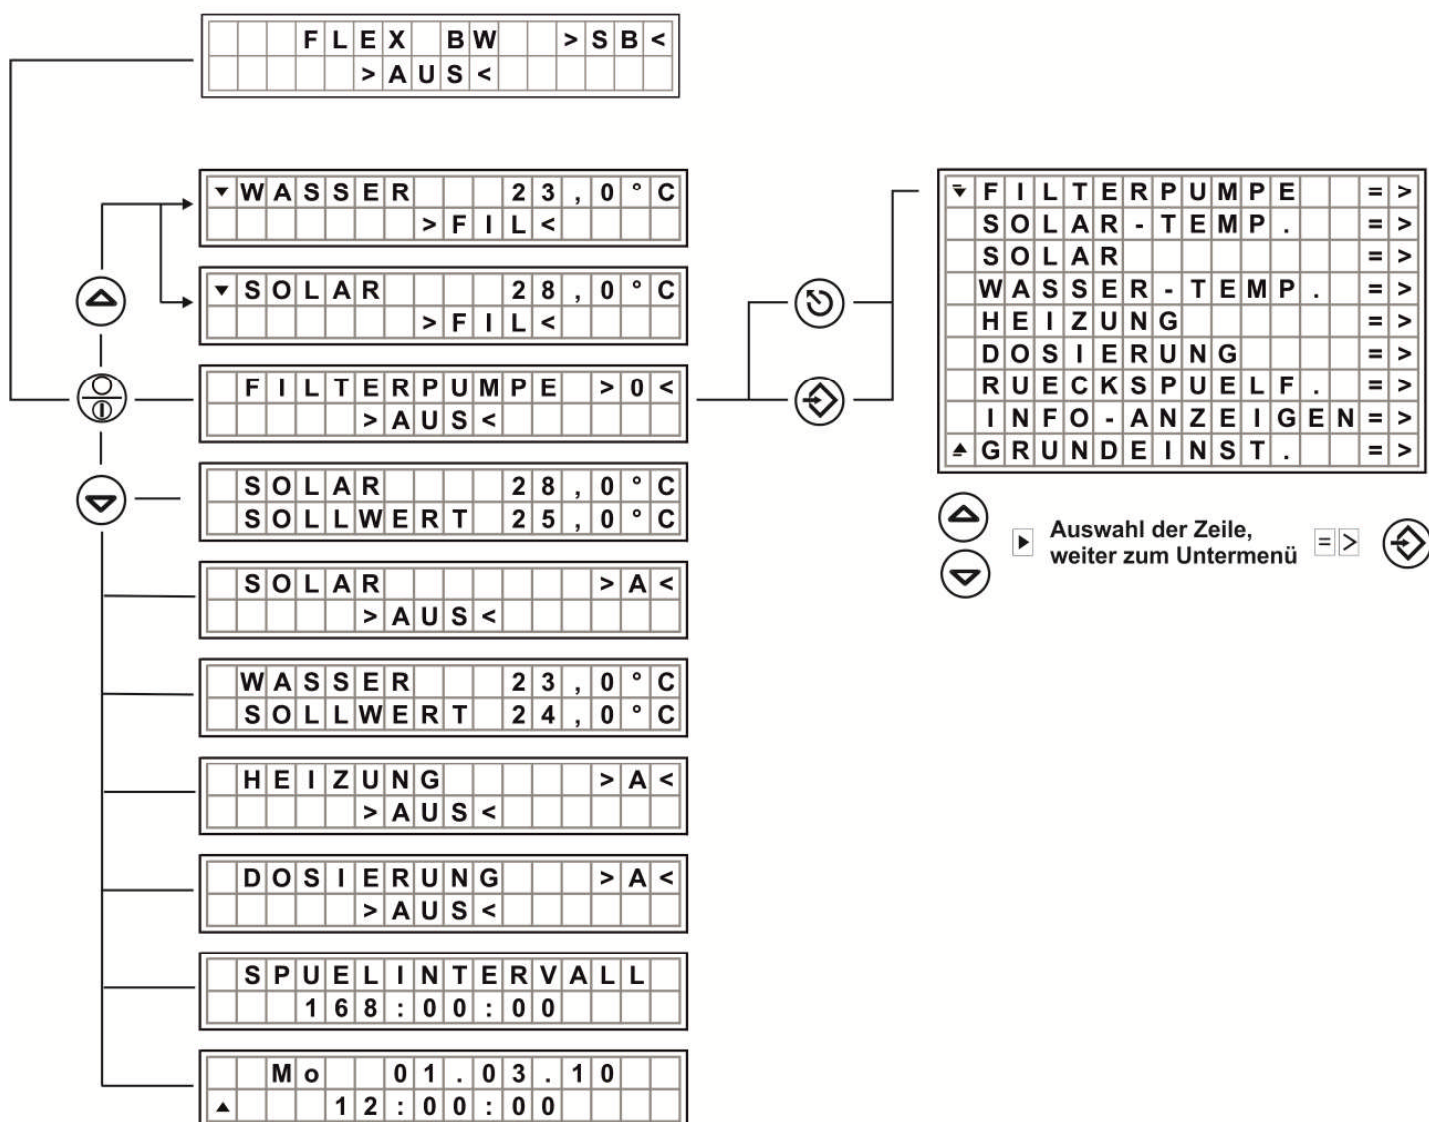 FLEX BW >SB<
>AUS<
▼WASSER 23,0°C
>FIL<
▼SOLAR 28,0°C
>FIL<
FILTERPUMPE >0<
>AUS<
SOLAR 28,0°C
SOLLWERT 25,0°C
SOLAR >A<
>AUS<
WASSER 23,0°C
SOLLWERT 24,0°C
HEIZUNG >A<
>AUS<
DOSIERUNG >A<
>AUS<
SPUELINTERVALL
168:00:00
Mo 01.03.10
▲ 12:00:00
FILTERPUMPE =>
SOLAR-TEMP. =>
SOLAR =>
WASSER-TEMP. =>
HEIZUNG =>
DOSIERUNG =>
RUECKSPUELF. =>
INFO-ANZEIGEN=>
GRUNDEINST. =>
Auswahl der Zeile,
weiter zum Untermenü =>